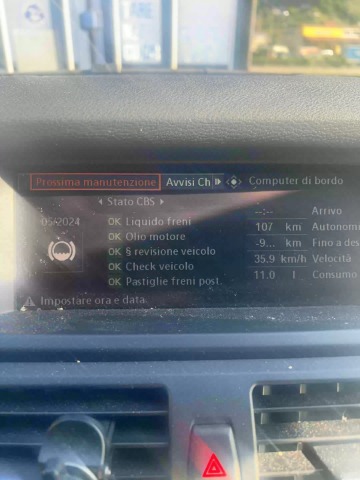 Prossima manutenzione Avvisi Ch Computer di bordo
Stato CBS
05/2024
OK Liquido freni
OK Olio motore
OK § revisione veicolo
OK Check veicolo
OK Pastiglie freni post.
--:-- Arrivo
107 km Autonomi
-9... km Fino a des
35.9 km/h Velocità
11.0 l Consumo
Impostare ora e data.